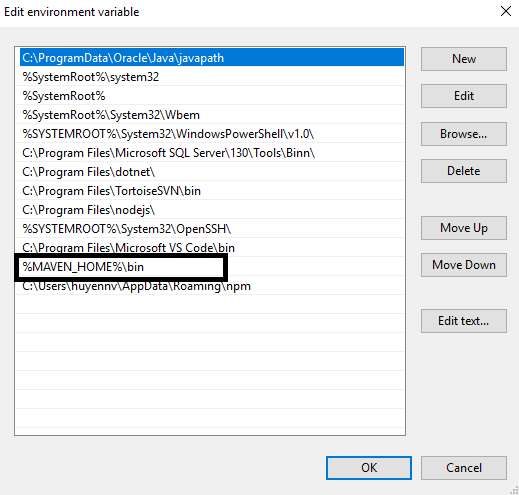 Edit environment variable
C:\ProgramData\Oracle\Java\javapath
%SystemRoot%\system32
%SystemRoot%
%SystemRoot%\System32\Wbem
%SYSTEMROOT%\System32\WindowsPowerShell\v1.0\
C:\Program Files\Microsoft SQL Server\130\Tools\Binn\
C:\Program Files\dotnet\
C:\Program Files\TortoiseSVN\bin
C:\Program Files\nodejs\
%SYSTEMROOT%\System32\OpenSSH\
C:\Program Files\Microsoft VS Code\bin
%MAVEN_HOME%\bin
C:\Users\huyennv\AppData\Roaming\npm
New
Edit
Browse...
Delete
Move Up
Move Down
Edit text...
OK
Cancel